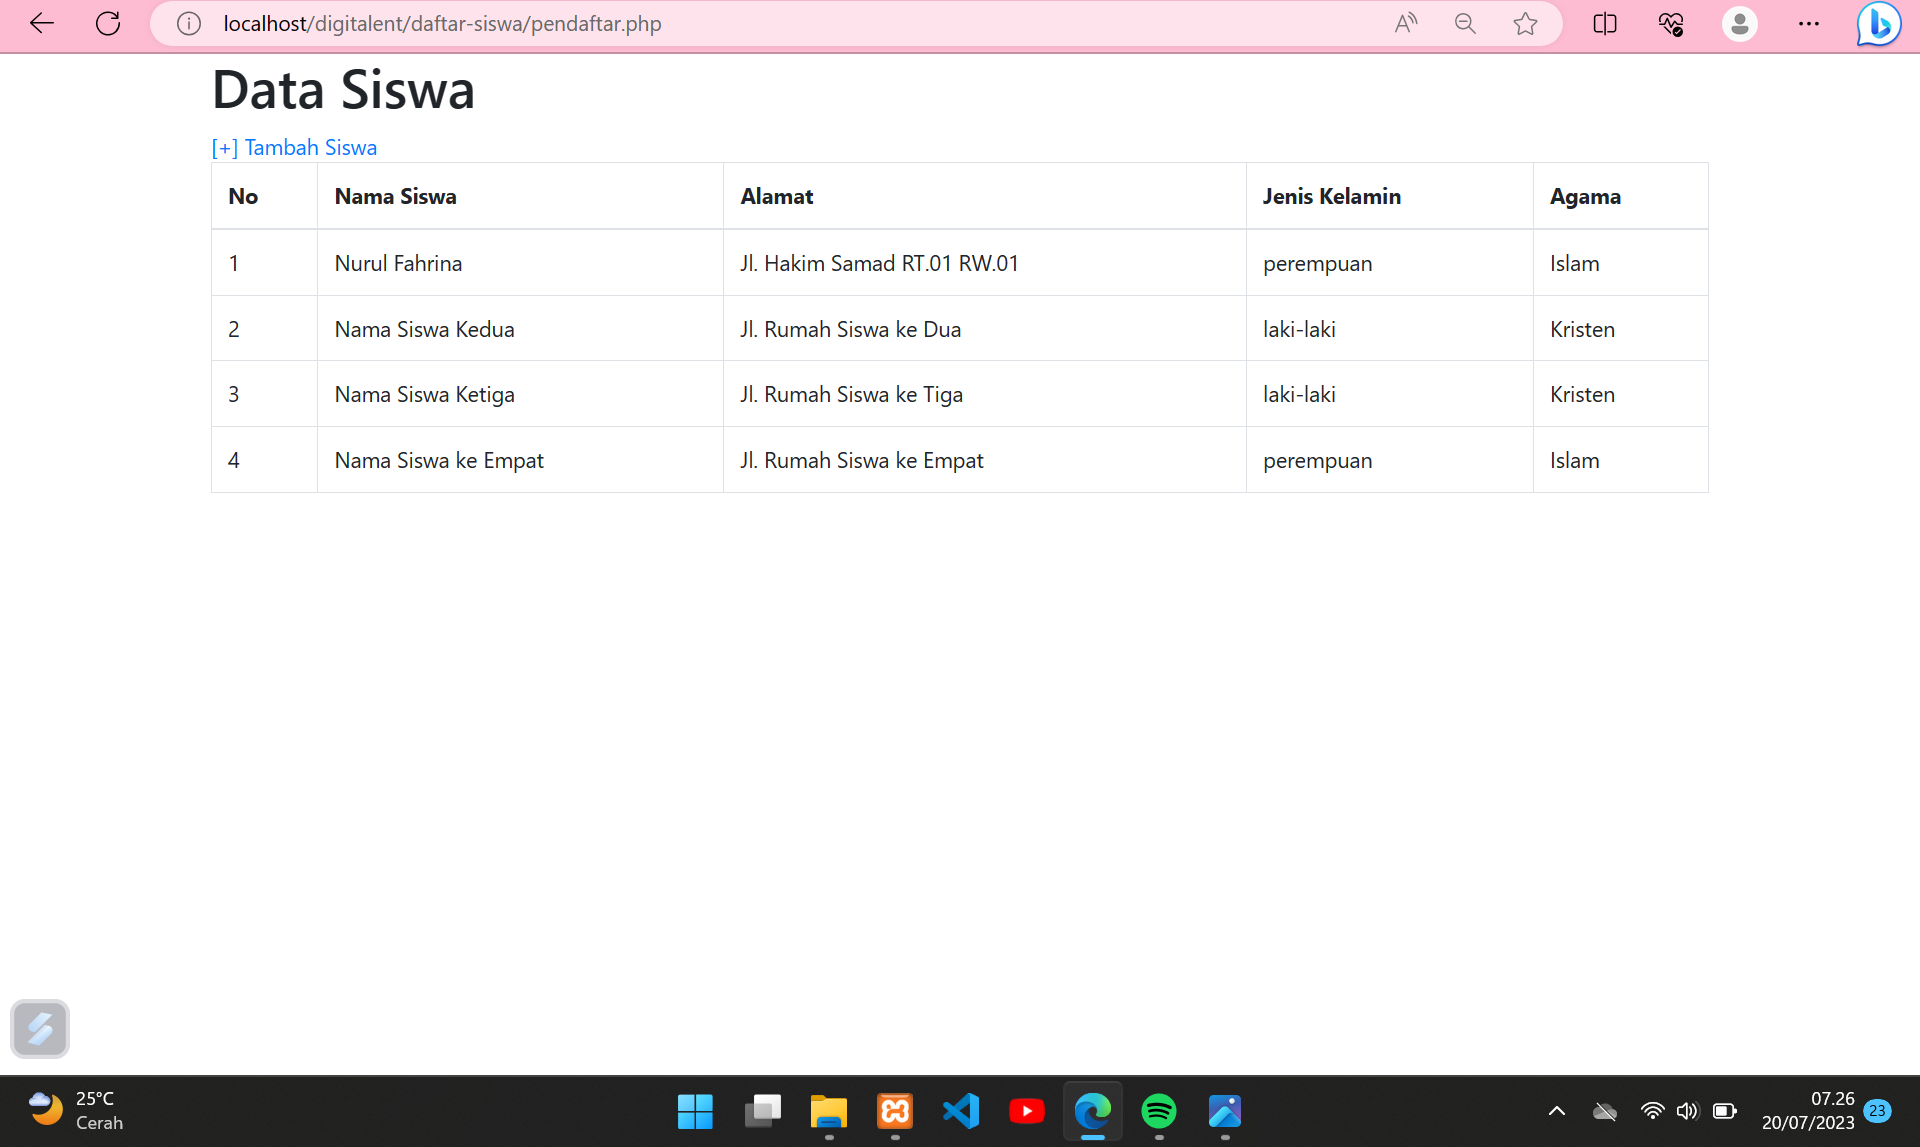 localhost/digitalent/daftar-siswa/pendaftar.php
Data Siswa
[+] Tambah Siswa
No Nama Siswa Alamat Jenis Kelamin Agama
1 Nurul Fahrina Jl. Hakim Samad RT.01 RW.01 perempuan Islam
2 Nama Siswa Kedua Jl. Rumah Siswa ke Dua laki-laki Kristen
3 Nama Siswa Ketiga Jl. Rumah Siswa ke Tiga laki-laki Kristen
4 Nama Siswa ke Empat Jl. Rumah Siswa ke Empat perempuan Islam
25°C
Cerah
07.26
20/07/2023
23